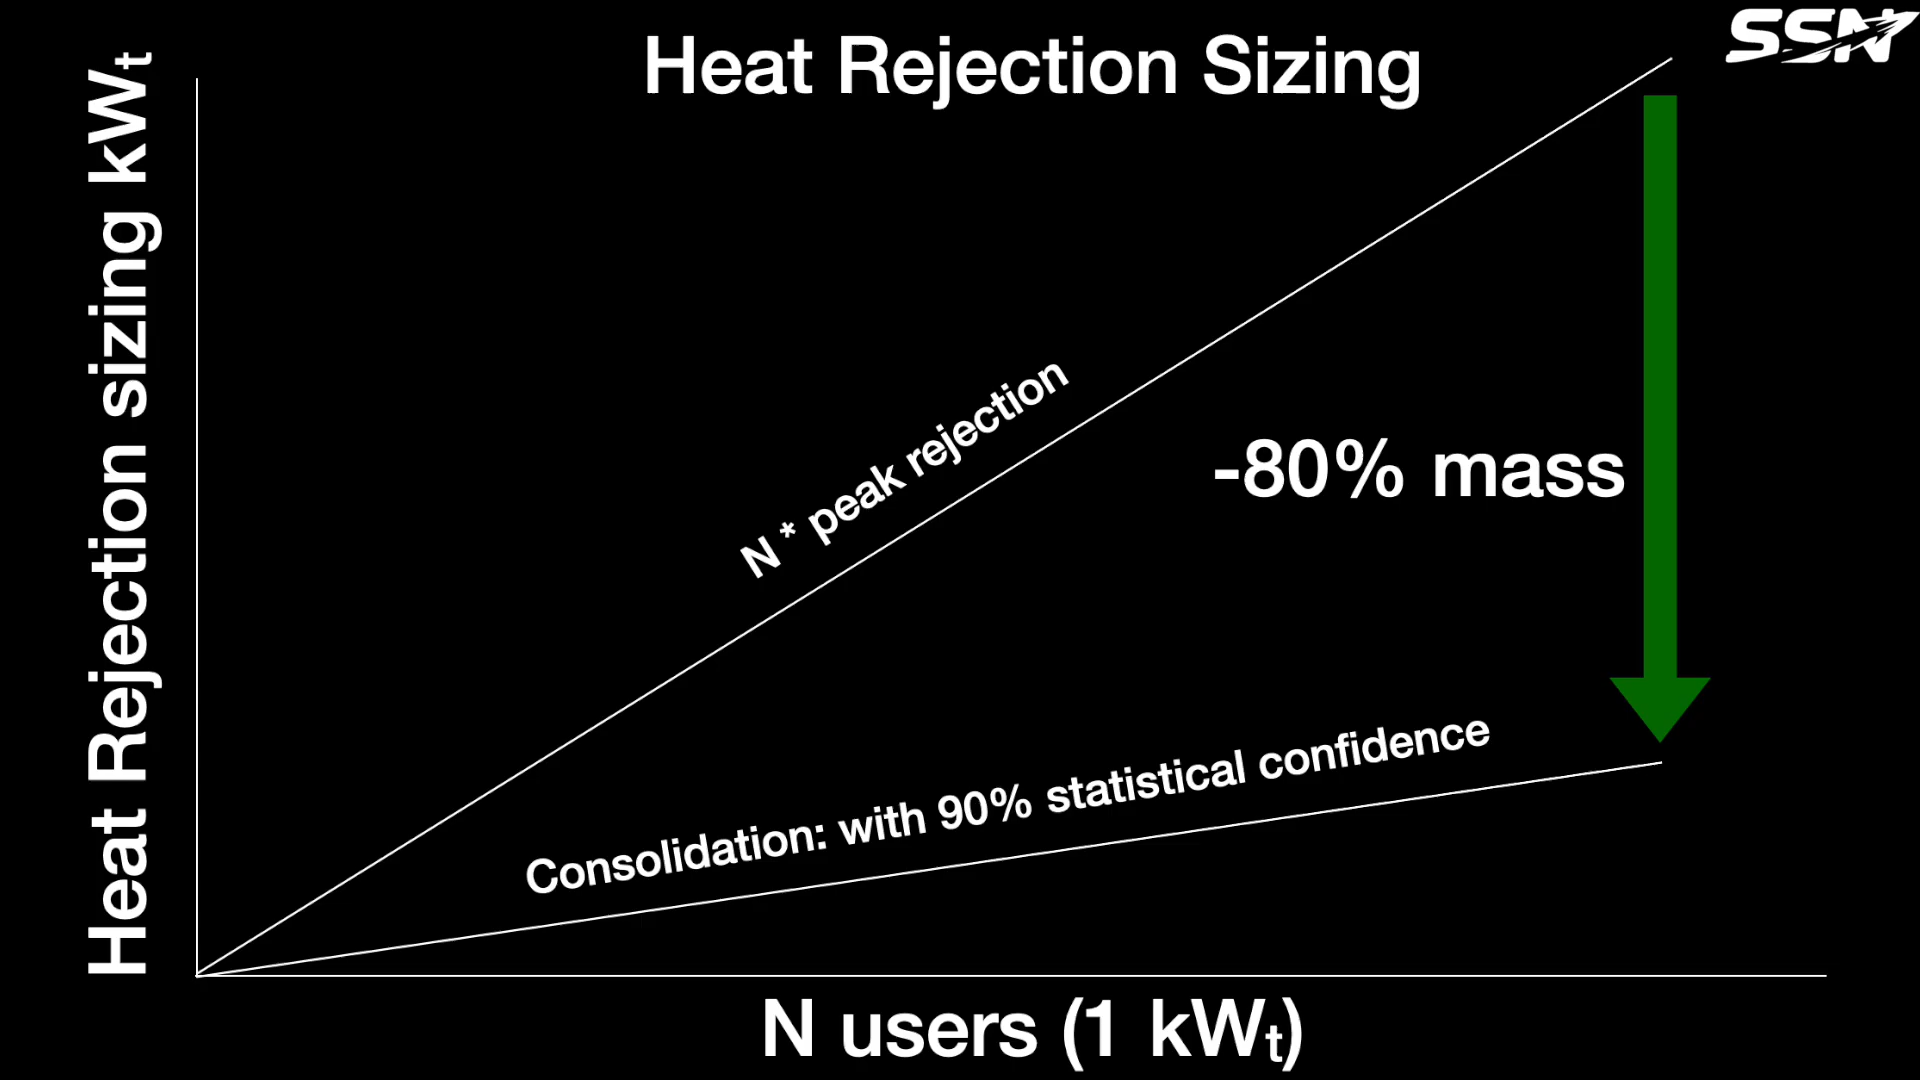 Heat Rejection Sizing
SSN
Heat Rejection sizing kWt
N * peak rejection
-80% mass
Consolidation: with 90% statistical confidence
N users (1 kWt)